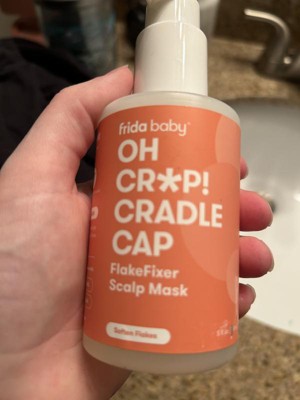 frida baby
OH
CR*P!
CRADLE
CAP
FlakeFixer
Scalp Mask
Soften Flakes